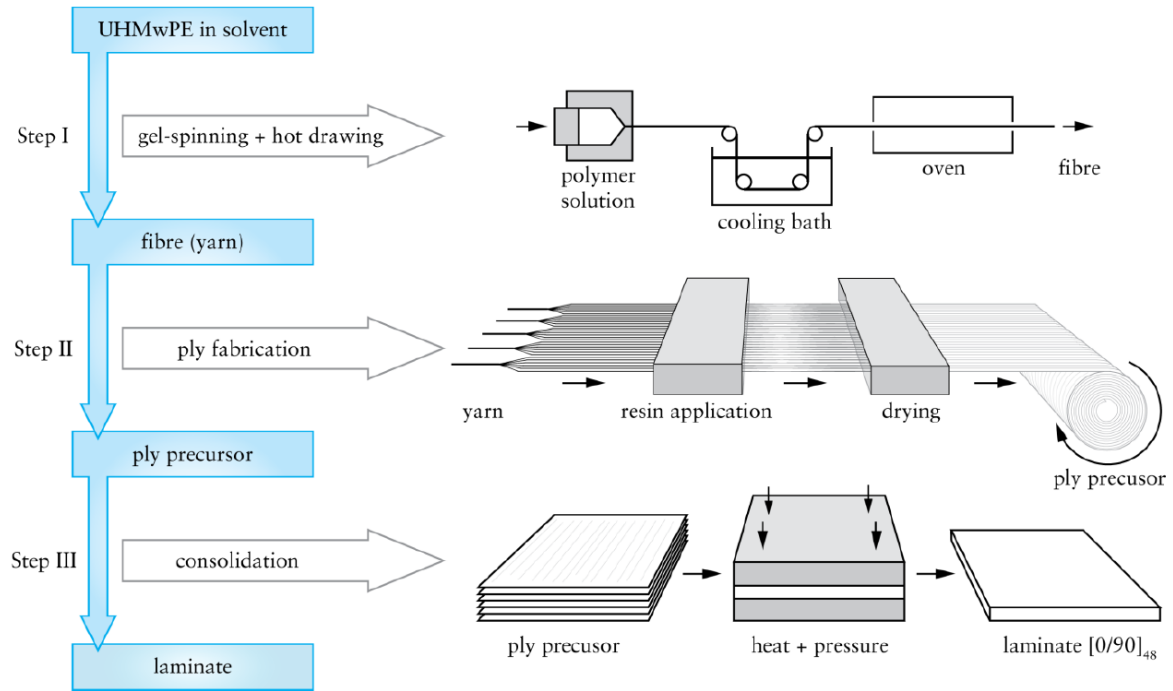 UHMwPE in solvent
Step I
gel-spinning + hot drawing
polymer
solution
cooling bath
oven
fibre
fibre (yarn)
Step II
ply fabrication
yarn
resin application
drying
ply precusor
ply precursor
Step III
consolidation
ply precusor
heat + pressure
laminate [0/90]48
laminate